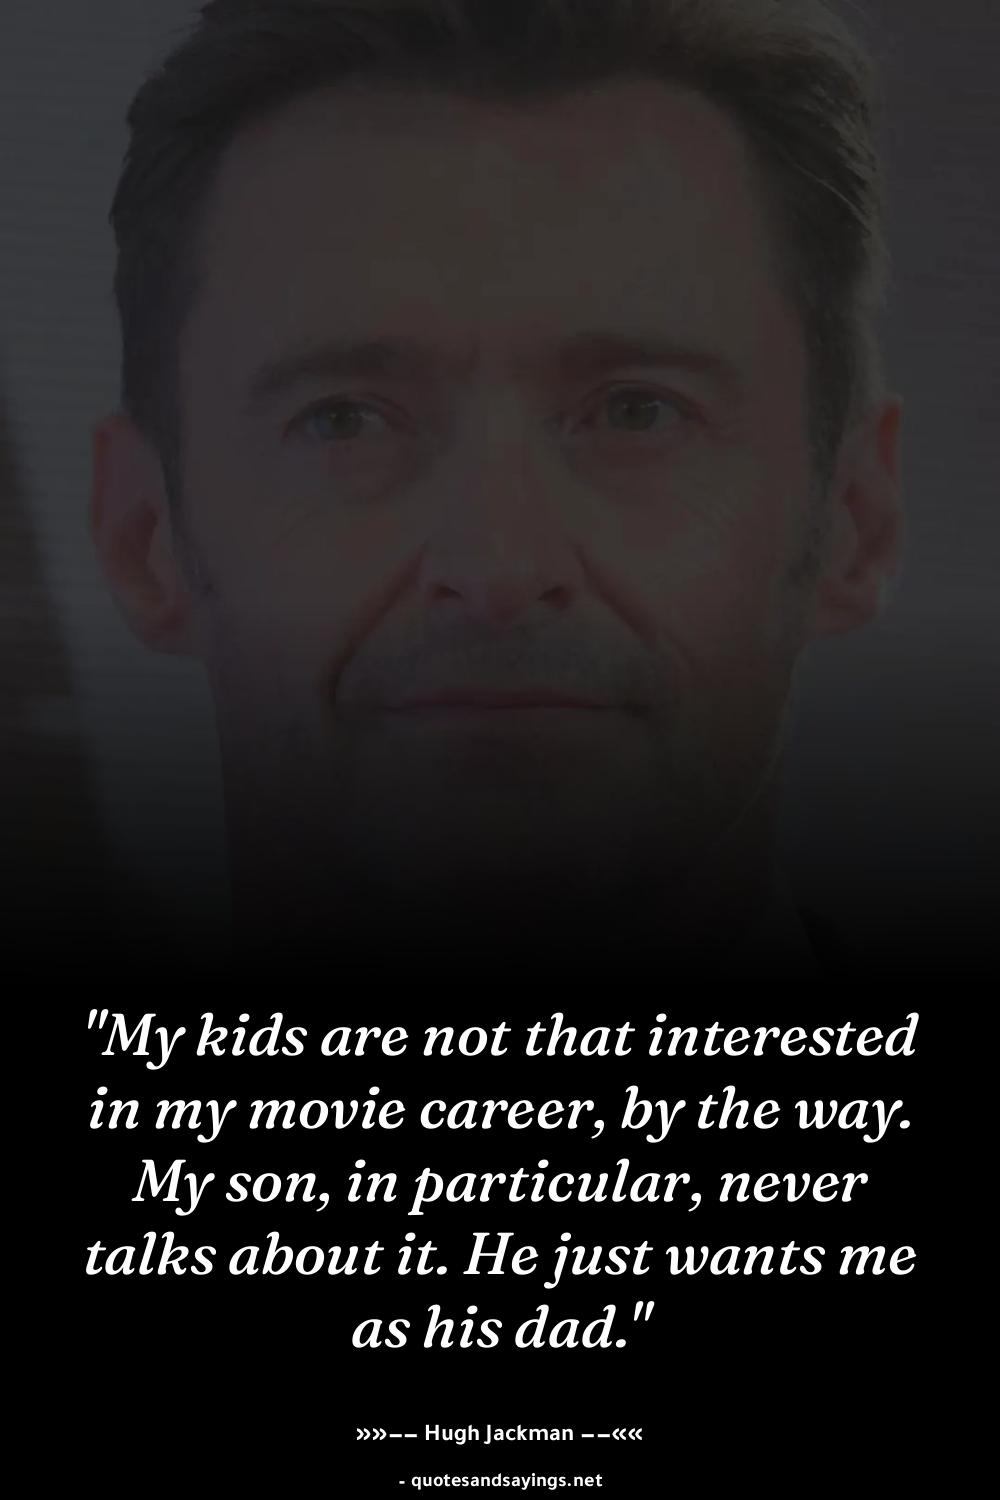 "My kids are not that interested
in my movie career, by the way.
My son, in particular, never
talks about it. He just wants me
as his dad."
»»−− Hugh Jackman −−««
- quotesandsayings.net